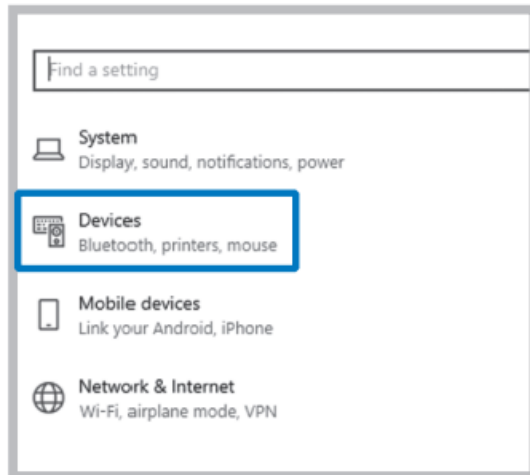 Find a setting
System
Display, sound, notifications, power
Devices
Bluetooth, printers, mouse
Mobile devices
Link your Android, iPhone
Network & Internet
Wi-Fi, airplane mode, VPN